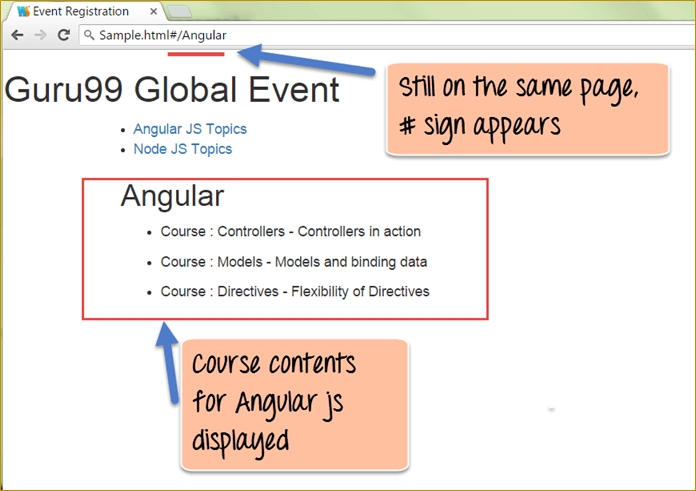 Event Registration
Sample.html#/Angular
Still on the same page,
# sign appears
Guru99 Global Event
Angular JS Topics
Node JS Topics
Angular
Course : Controllers - Controllers in action
Course : Models - Models and binding data
Course : Directives - Flexibility of Directives
Course contents
for Angular js
displayed